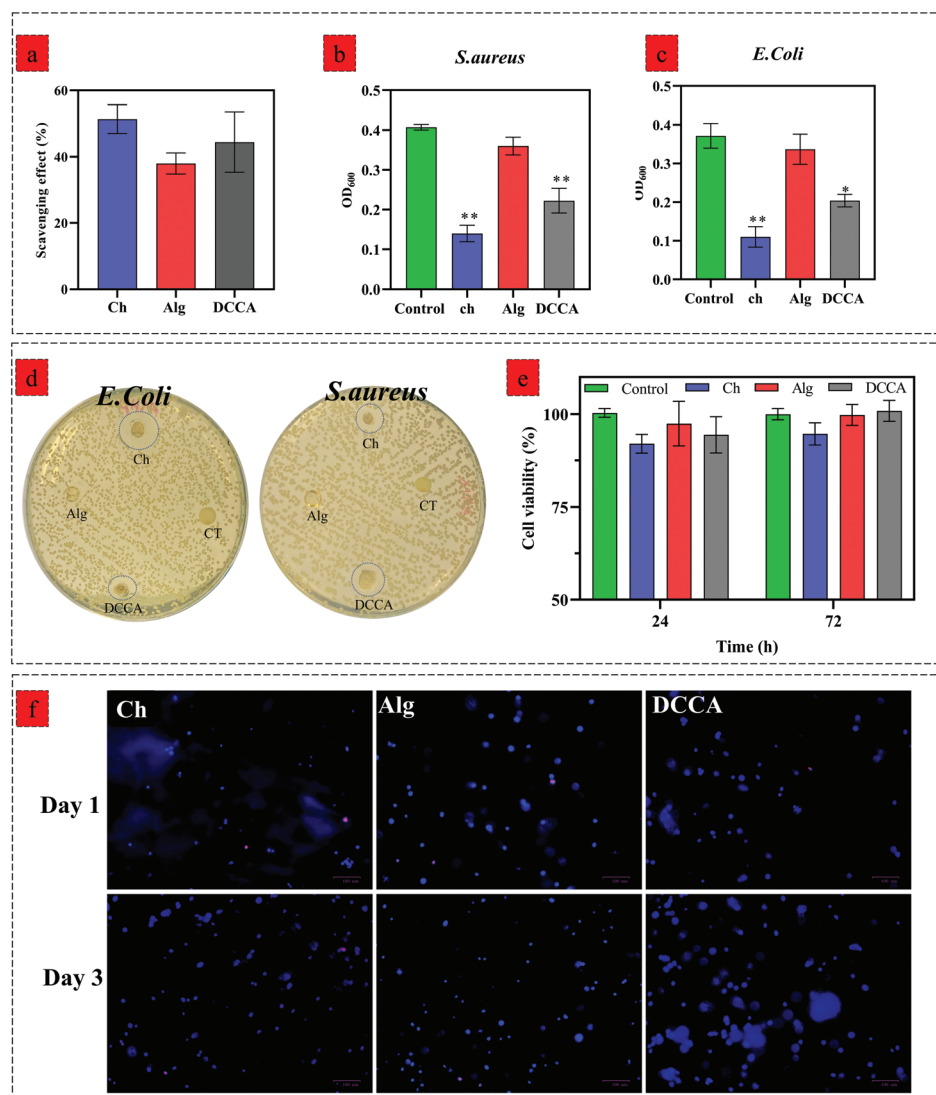 a
60
40
20
0
Scavenging effect (%)
Ch Alg DCCA
b
S.aureus
0.5
0.4
0.3
0.2
0.1
0.0
OD600
** **
Control ch Alg DCCA
c
E.Coli
0.5
0.4
0.3
0.2
0.1
0.0
OD600
** *
Control ch Alg DCCA
d
E.Coli
Ch
Alg
CT
DCCA
S.aureus
Ch
Alg
CT
DCCA
e
Control Ch Alg DCCA
100
75
50
Cell viability (%)
24 72
Time (h)
f
Ch Alg DCCA
Day 1
Day 3